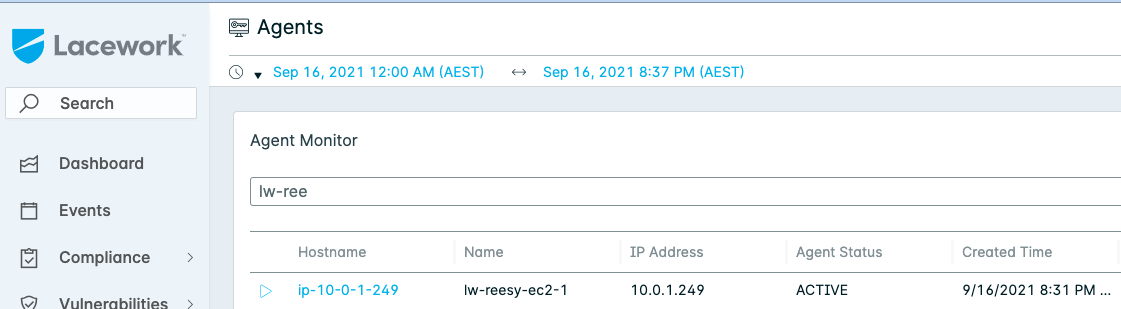 Lacework™
Agents
Sep 16, 2021 12:00 AM (AEST) ↔ Sep 16, 2021 8:37 PM (AEST)
Search
Agent Monitor
Dashboard
lw-ree
Events
Hostname Name IP Address Agent Status Created Time
Compliance
ip-10-0-1-249 lw-reesy-ec2-1 10.0.1.249 ACTIVE 9/16/2021 8:31 PM ...
Vulnerabilities